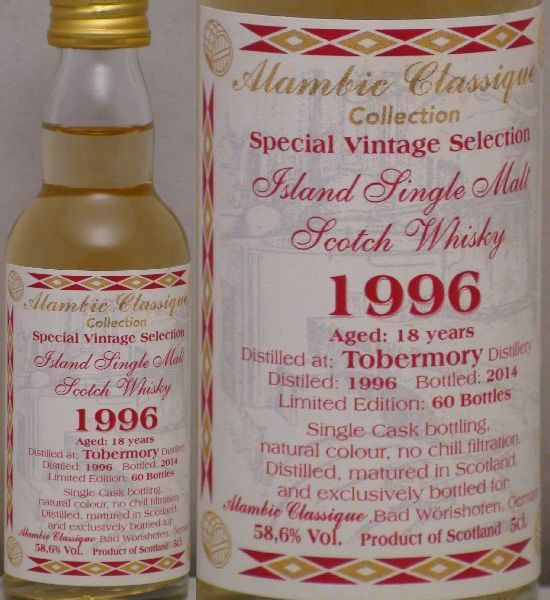 Alambic Classique
Collection
Special Vintage Selection
Island Single Malt
Scotch Whisky
1996
Aged: 18 years
Distilled at: Tobermory Distillery
Distilled: 1996 Bottled: 2014
Limited Edition: 60 Bottles
Single Cask bottling,
natural colour, no chill filtration.
Distilled, matured in Scotland,
and exclusively bottled for:
Alambic Classique, Bad Wörishofen,
58,6% Vol. Product of Scotland 5cl.
Alambic Classique
Collection
Special Vintage Selection
Island Single Malt
Scotch Whisky
1996
Aged: 18 years
Distilled at: Tobermory Distillery
Distilled: 1996 Bottled: 2014
Limited Edition: 60 Bottles
Single Cask bottling,
natural colour, no chill filtration.
Distilled, matured in Scotland,
and exclusively bottled for:
Alambic Classique, Bad Wörishofen, German
58,6% Vol. Product of Scotland 5cl.